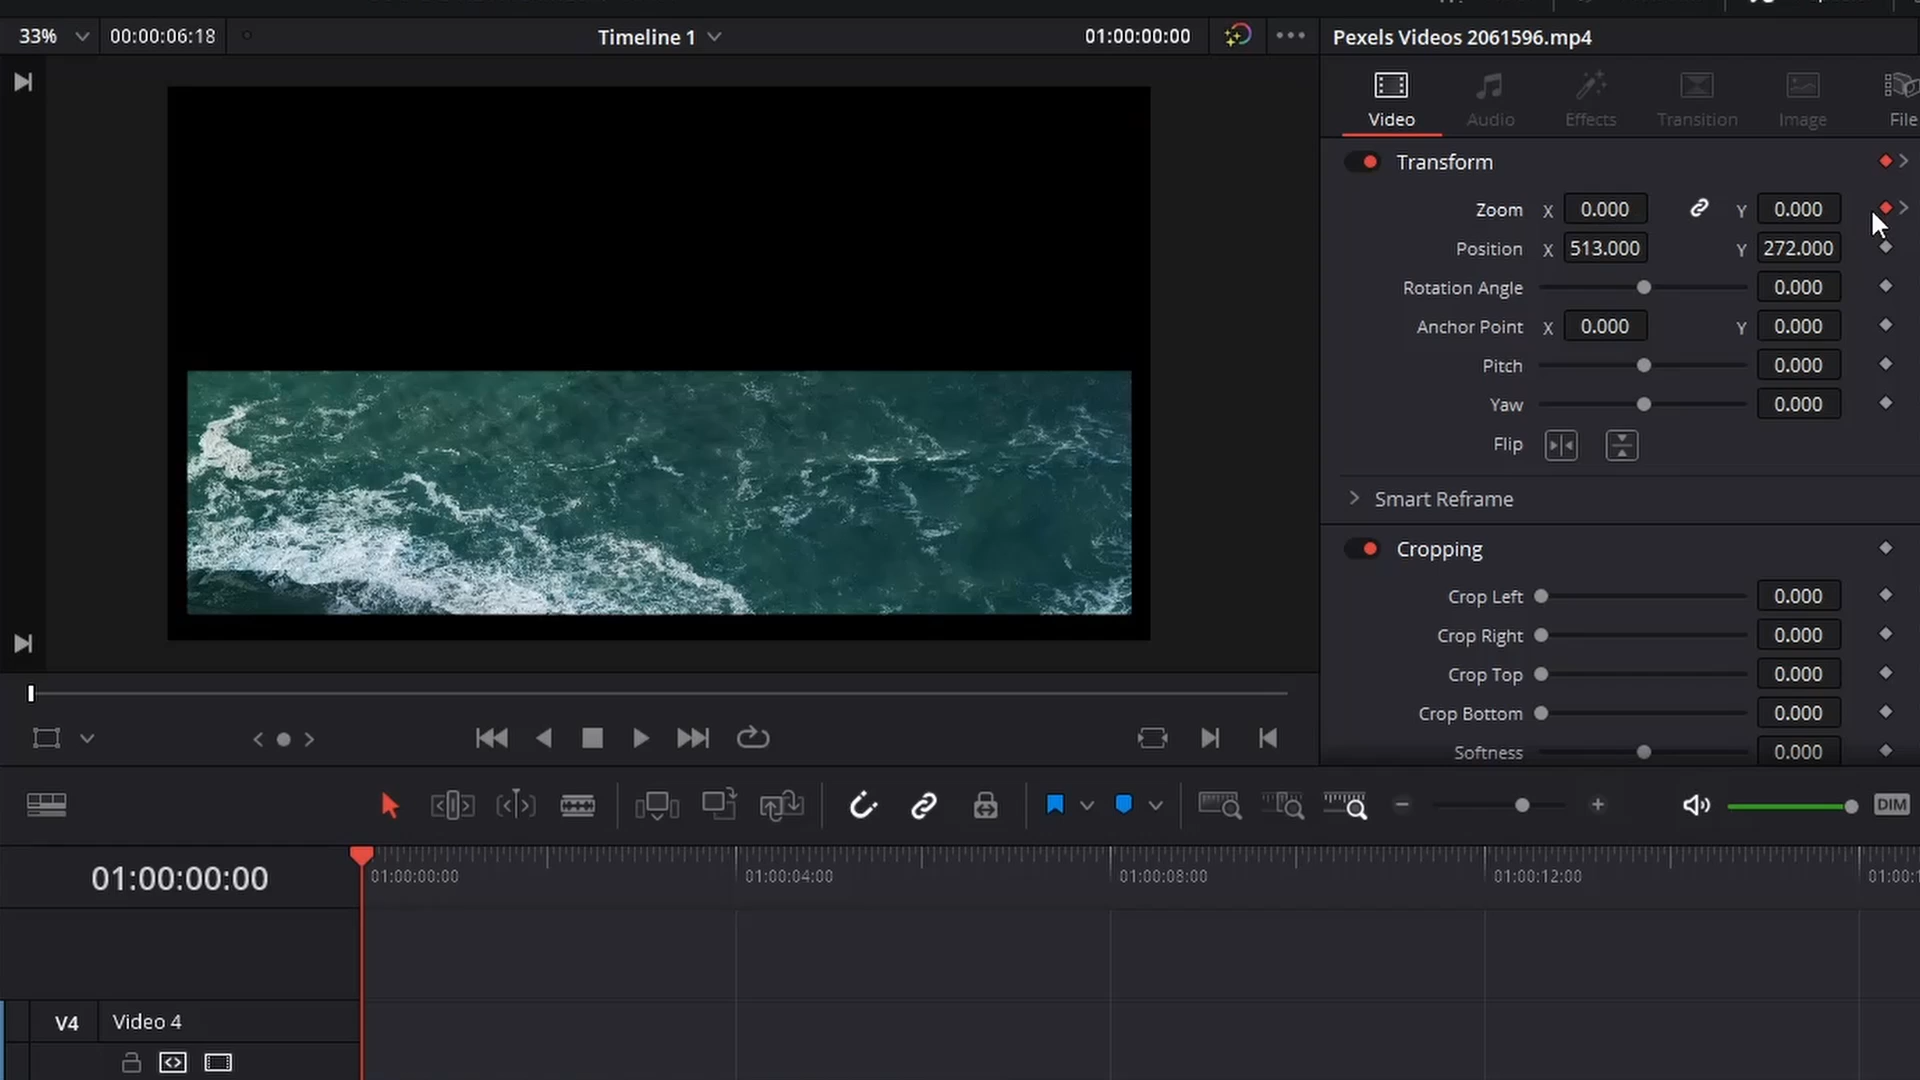 33% 00:00:06:18 Timeline 1 01:00:00:00
Pexels Videos 2061596.mp4
Video Audio Effects Transition Image File
Transform
Zoom X 0.000 Y 0.000
Position X 513.000 Y 272.000
Rotation Angle 0.000
Anchor Point X 0.000 Y 0.000
Pitch 0.000
Yaw 0.000
Flip
Smart Reframe
Cropping
Crop Left 0.000
Crop Right 0.000
Crop Top 0.000
Crop Bottom 0.000
Softness 0.000
DIM
01:00:00:00
01:00:00:00 01:00:04:00 01:00:08:00 01:00:12:00
V4 Video 4